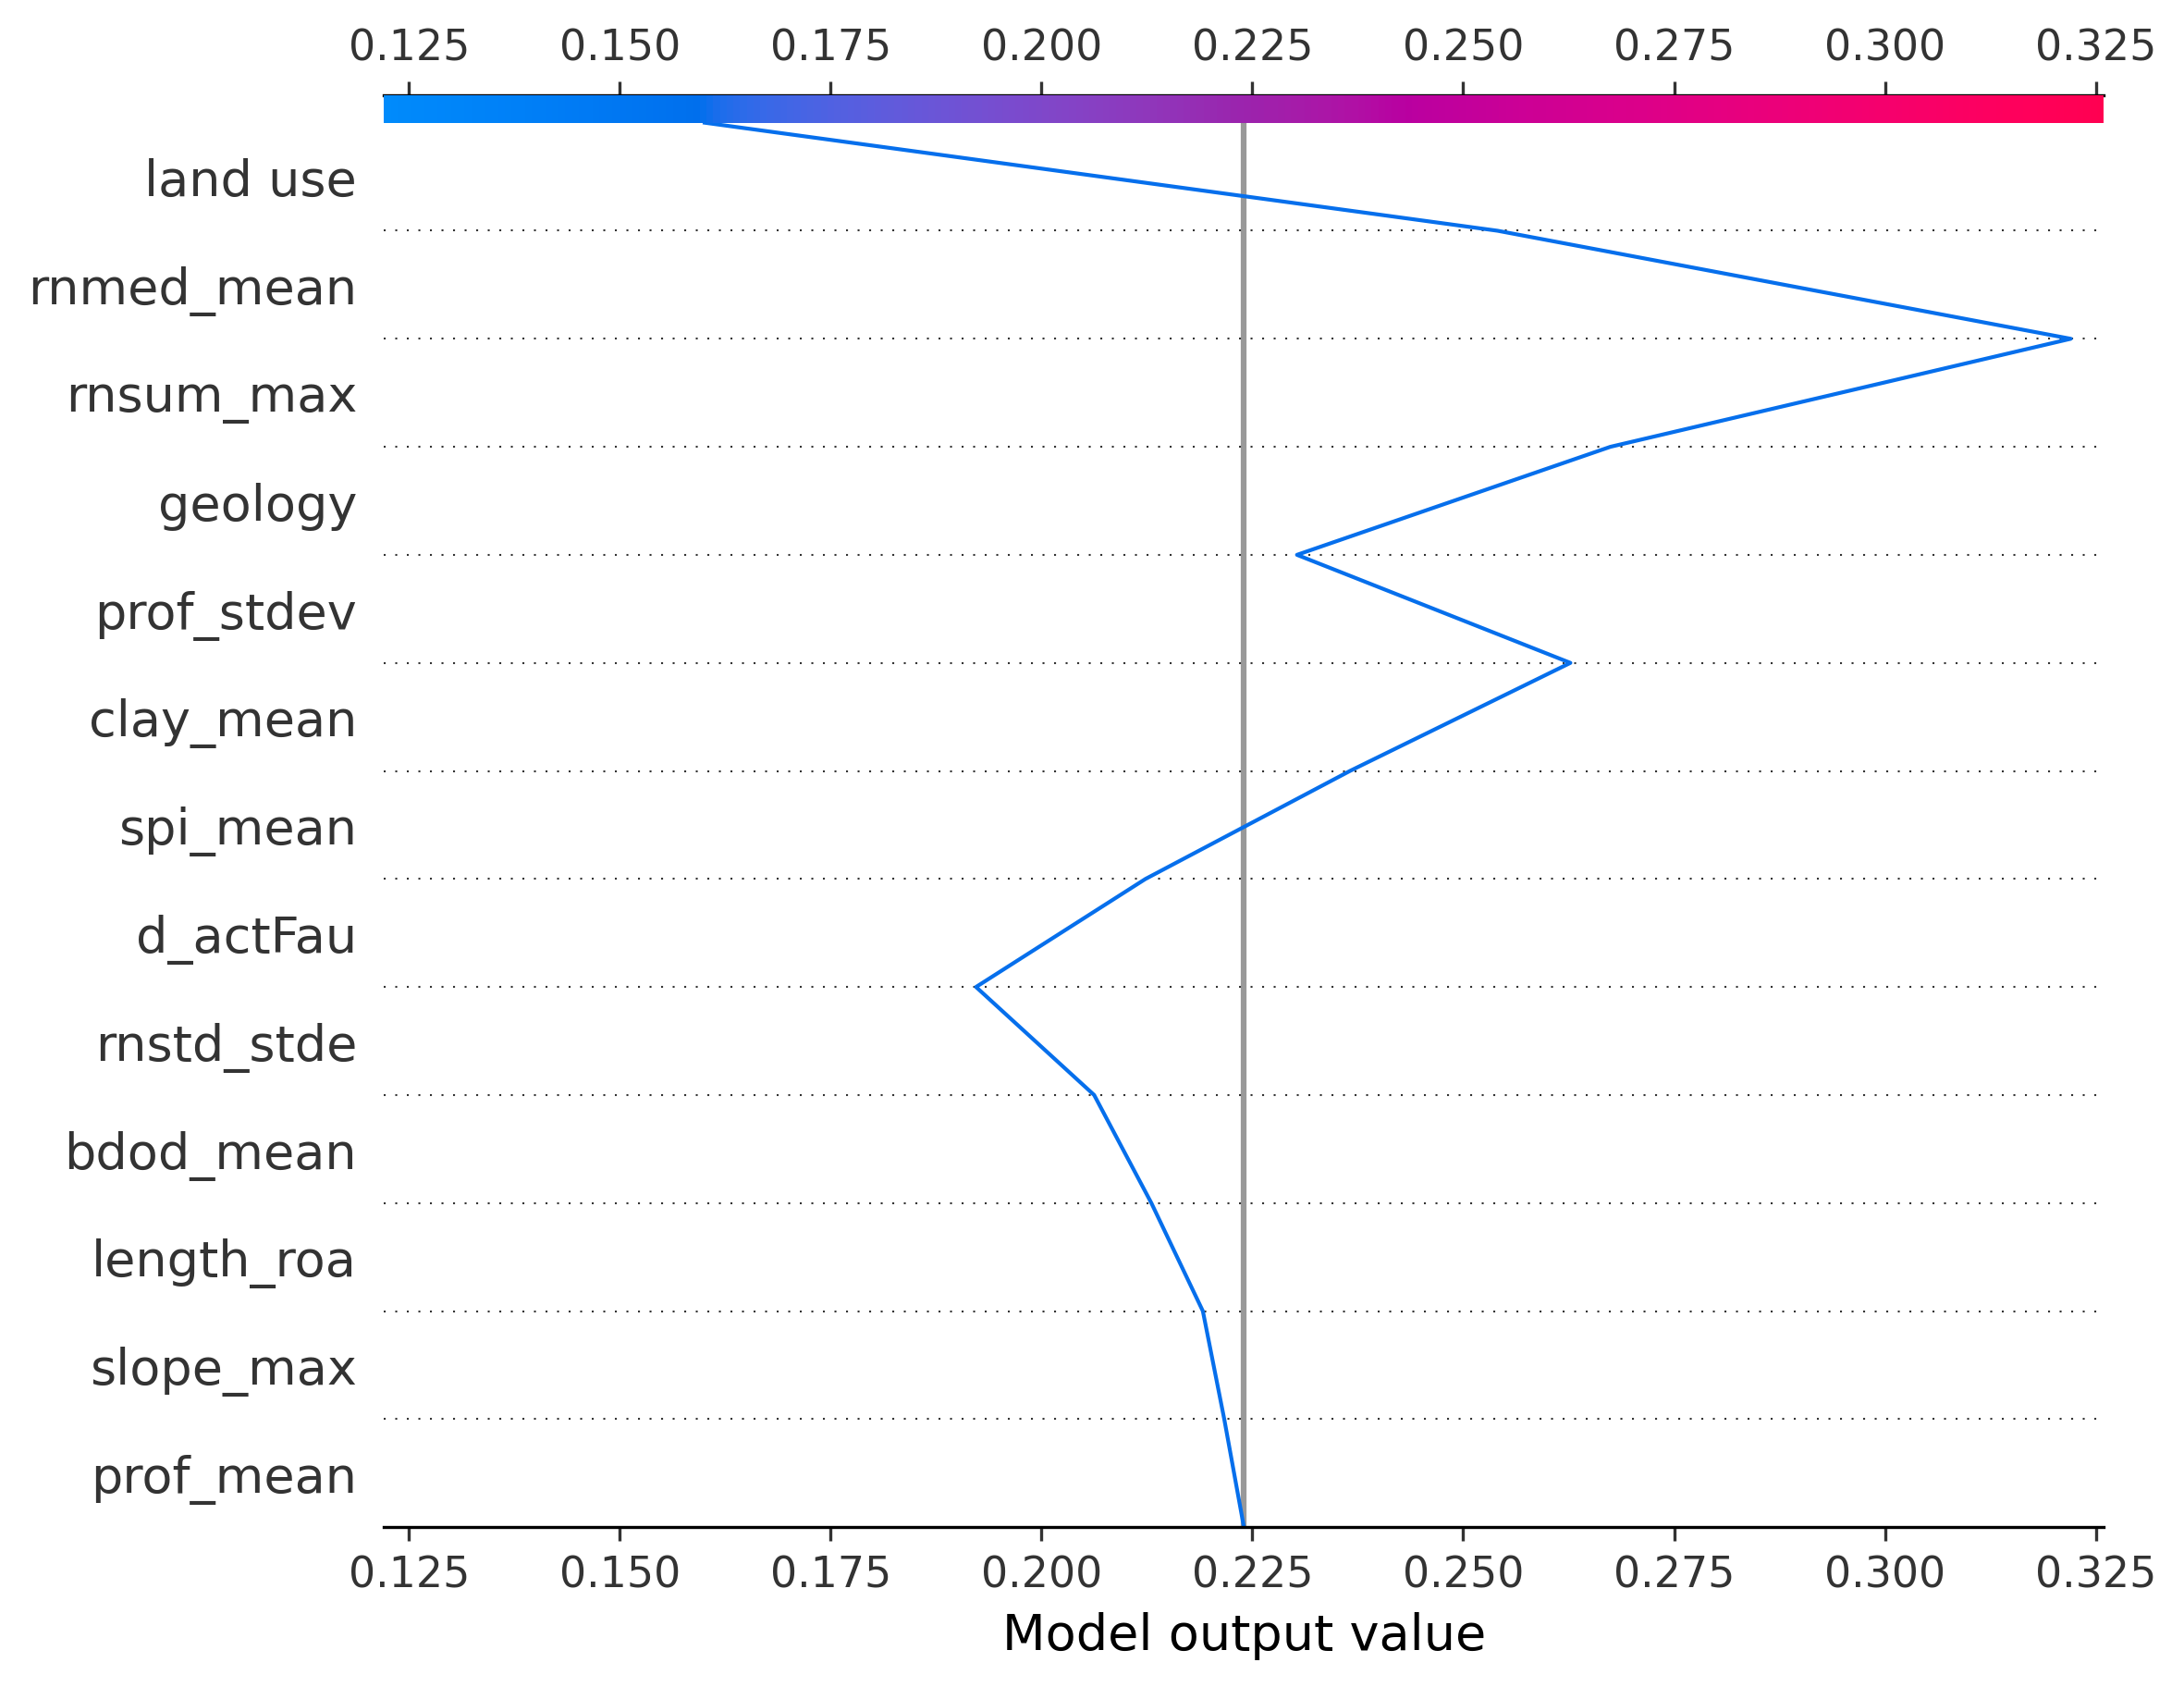 0.125 0.150 0.175 0.200 0.225 0.250 0.275 0.300 0.325
land use
rnmed_mean
rnsum_max
geology
prof_stdev
clay_mean
spi_mean
d_actFau
rnstd_stde
bdod_mean
length_roa
slope_max
prof_mean
0.125 0.150 0.175 0.200 0.225 0.250 0.275 0.300 0.325
Model output value